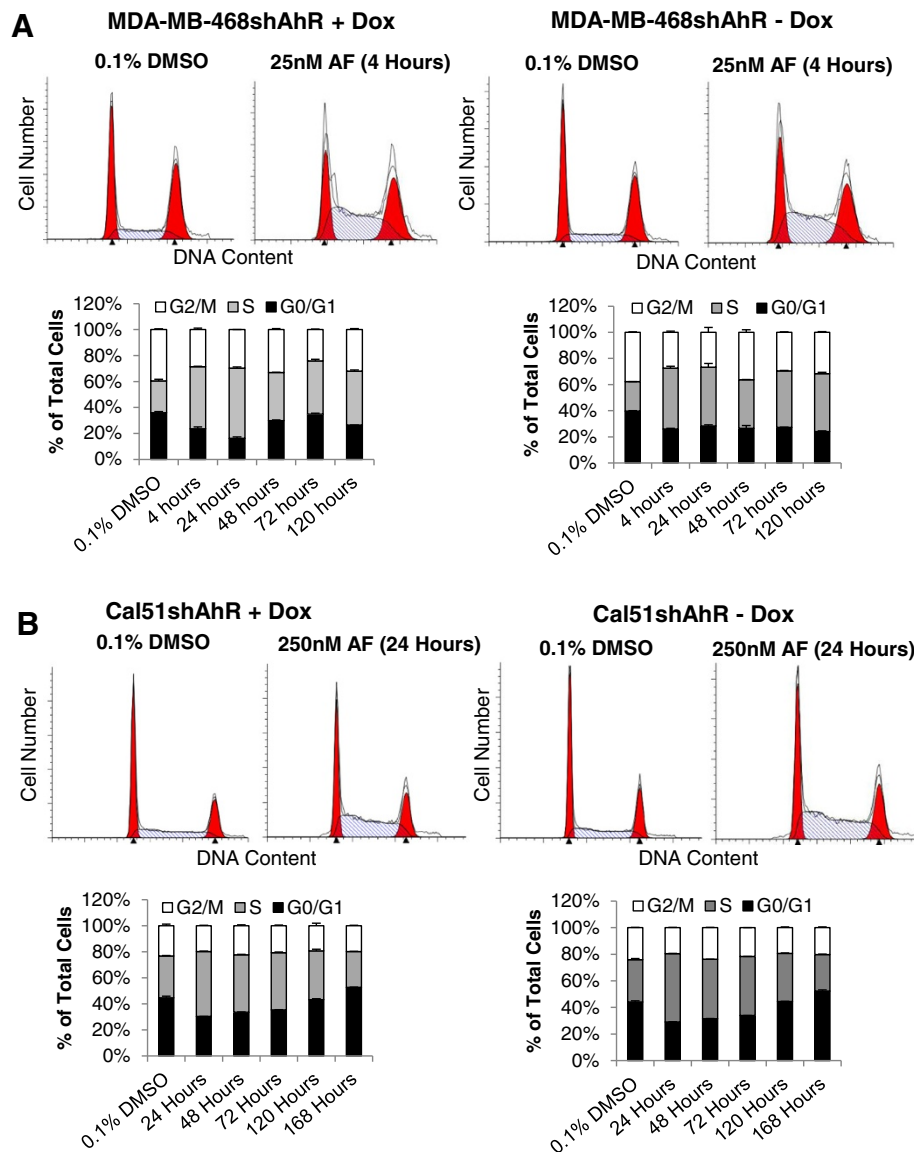 A
MDA-MB-468shAhR + Dox
0.1% DMSO
25nM AF (4 Hours)
Cell Number
DNA Content
MDA-MB-468shAhR - Dox
0.1% DMSO
25nM AF (4 Hours)
Cell Number
DNA Content
% of Total Cells
120%
100%
80%
60%
40%
20%
0%
G2/M S G0/G1
0.1% DMSO
4 hours
24 hours
48 hours
72 hours
120 hours
% of Total Cells
120%
100%
80%
60%
40%
20%
0%
G2/M S G0/G1
0.1% DMSO
4 hours
24 hours
48 hours
72 hours
120 hours
B
Cal51shAhR + Dox
0.1% DMSO
250nM AF (24 Hours)
Cell Number
DNA Content
Cal51shAhR - Dox
0.1% DMSO
250nM AF (24 Hours)
Cell Number
DNA Content
% of Total Cells
120%
100%
80%
60%
40%
20%
0%
G2/M S G0/G1
0.1% DMSO
24 Hours
48 Hours
72 Hours
120 Hours
168 Hours
% of Total Cells
120%
100%
80%
60%
40%
20%
0%
G2/M S G0/G1
0.1% DMSO
24 Hours
48 Hours
72 Hours
120 Hours
168 Hours